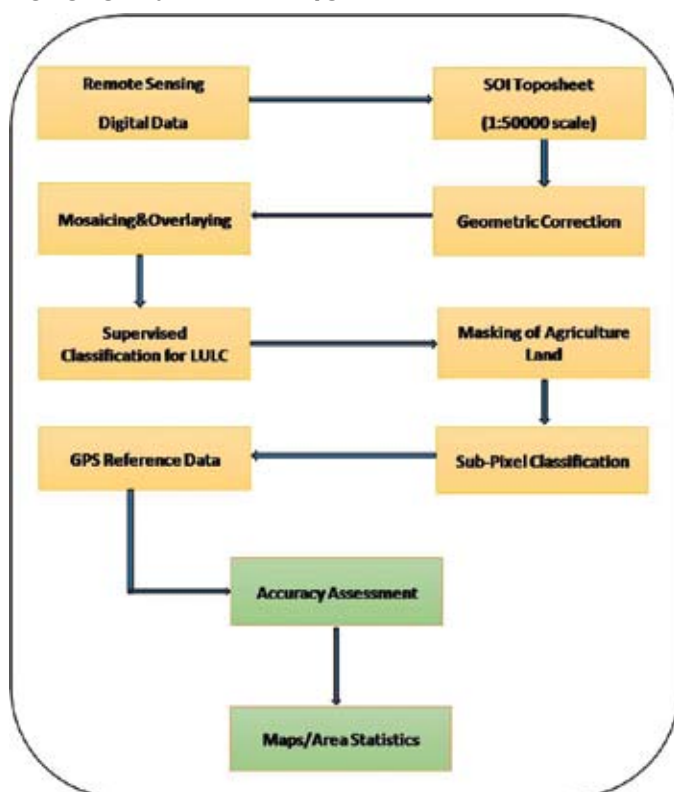 Remote Sensing
Digital Data
SOI Toposheet
(1:50000 scale)
Mosaicing&Overlaying
Geometric Correction
Supervised
Classification for LULC
Masking of Agriculture
Land
GPS Reference Data
Sub-Pixel Classification
Accuracy Assessment
Maps/Area Statistics